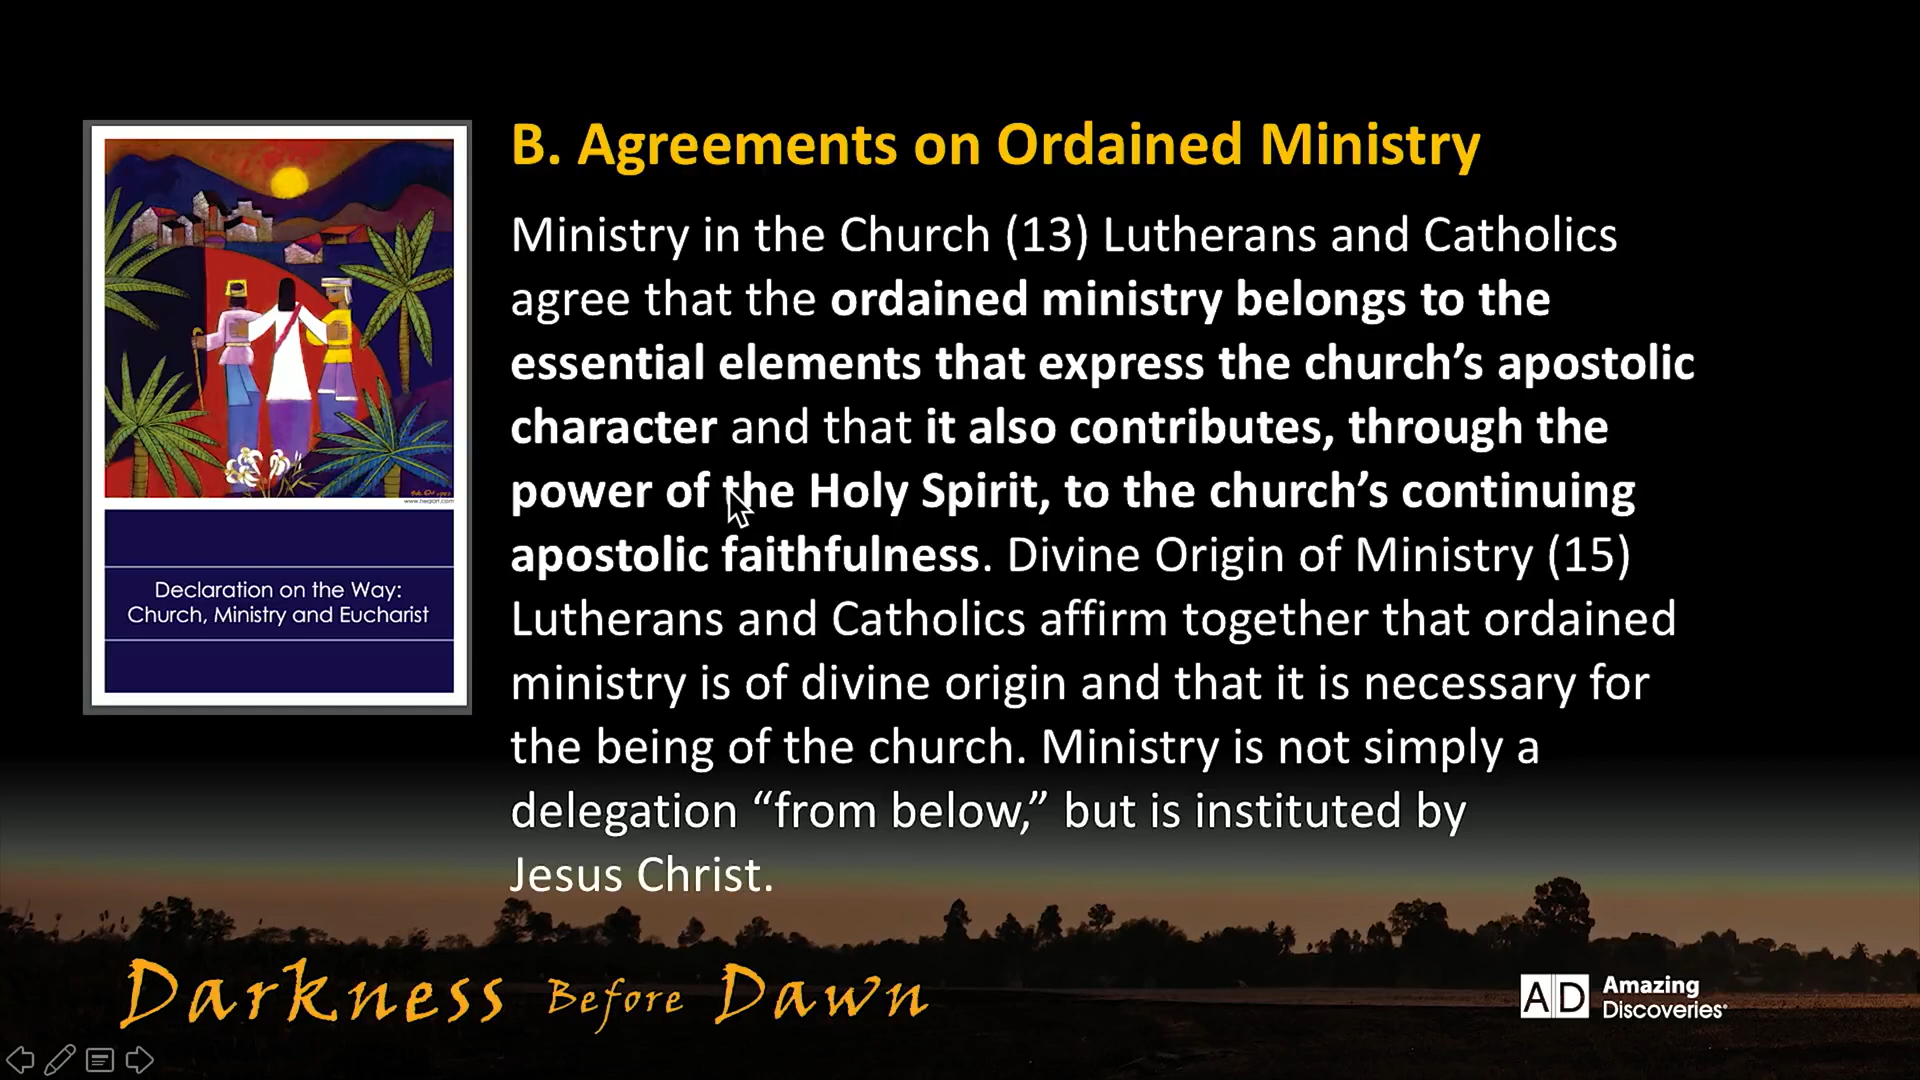 B. Agreements on Ordained Ministry
Ministry in the Church (13) Lutherans and Catholics
agree that the ordained ministry belongs to the
essential elements that express the church’s apostolic
character and that it also contributes, through the
power of the Holy Spirit, to the church’s continuing
apostolic faithfulness. Divine Origin of Ministry (15)
Lutherans and Catholics affirm together that ordained
ministry is of divine origin and that it is necessary for
the being of the church. Ministry is not simply a
delegation “from below,” but is instituted by
Jesus Christ.
www.heqiart.com
Declaration on the Way:
Church, Ministry and Eucharist
Darkness Before Dawn
AD Amazing
Discoveries